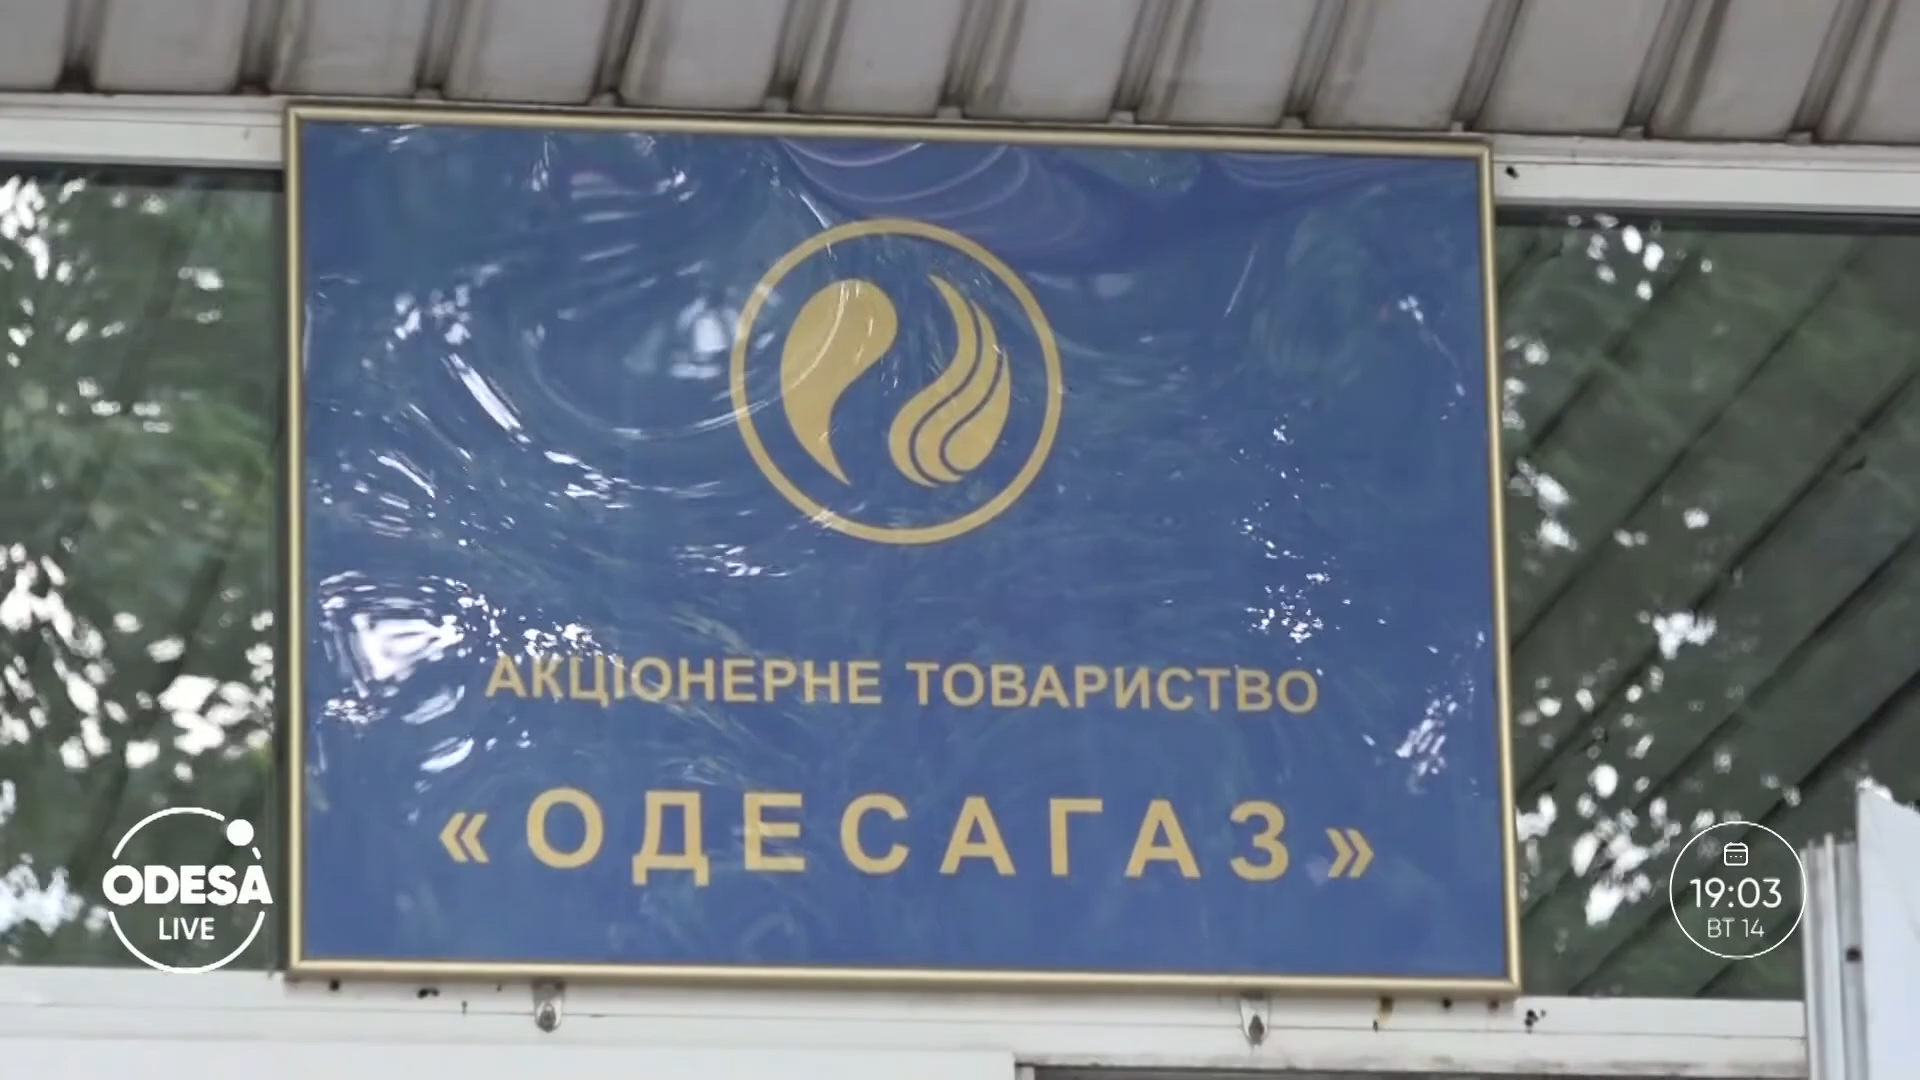 АКЦІОНЕРНЕ ТОВАРИСТВО
«ОДЕСАГАЗ»
ODESA
LIVE
19:03
ВТ 14